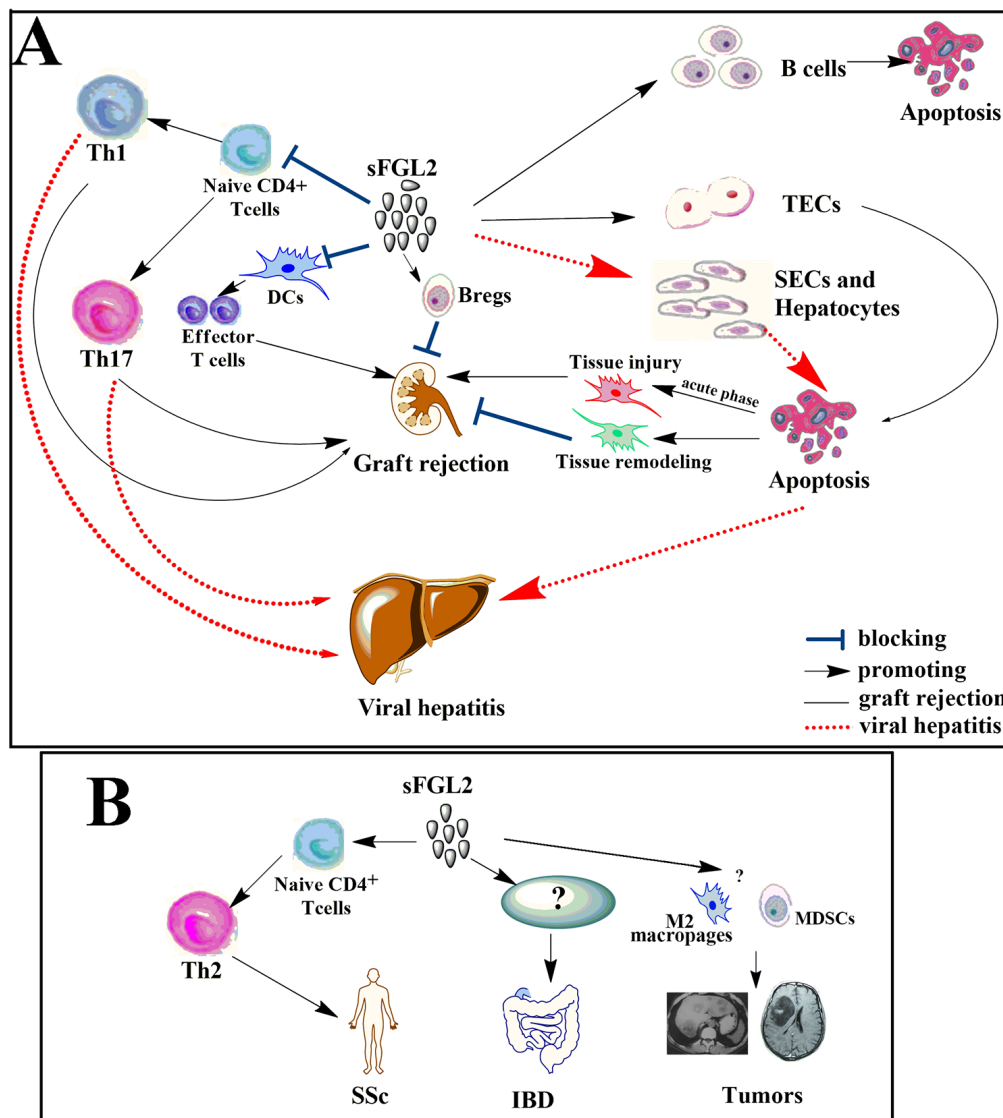 A
Th1
Naive CD4+
Tcells
sFGL2
B cells
Apoptosis
TECs
DCs
Bregs
SECs and
Hepatocytes
Th17
Effector
T cells
Tissue injury
acute phase
Graft rejection
Tissue remodeling
Apoptosis
Viral hepatitis
blocking
promoting
graft rejection
viral hepatitis
B
sFGL2
Naive CD4+
Tcells
Th2
?
?
M2
macropages
MDSCs
SSc
IBD
Tumors